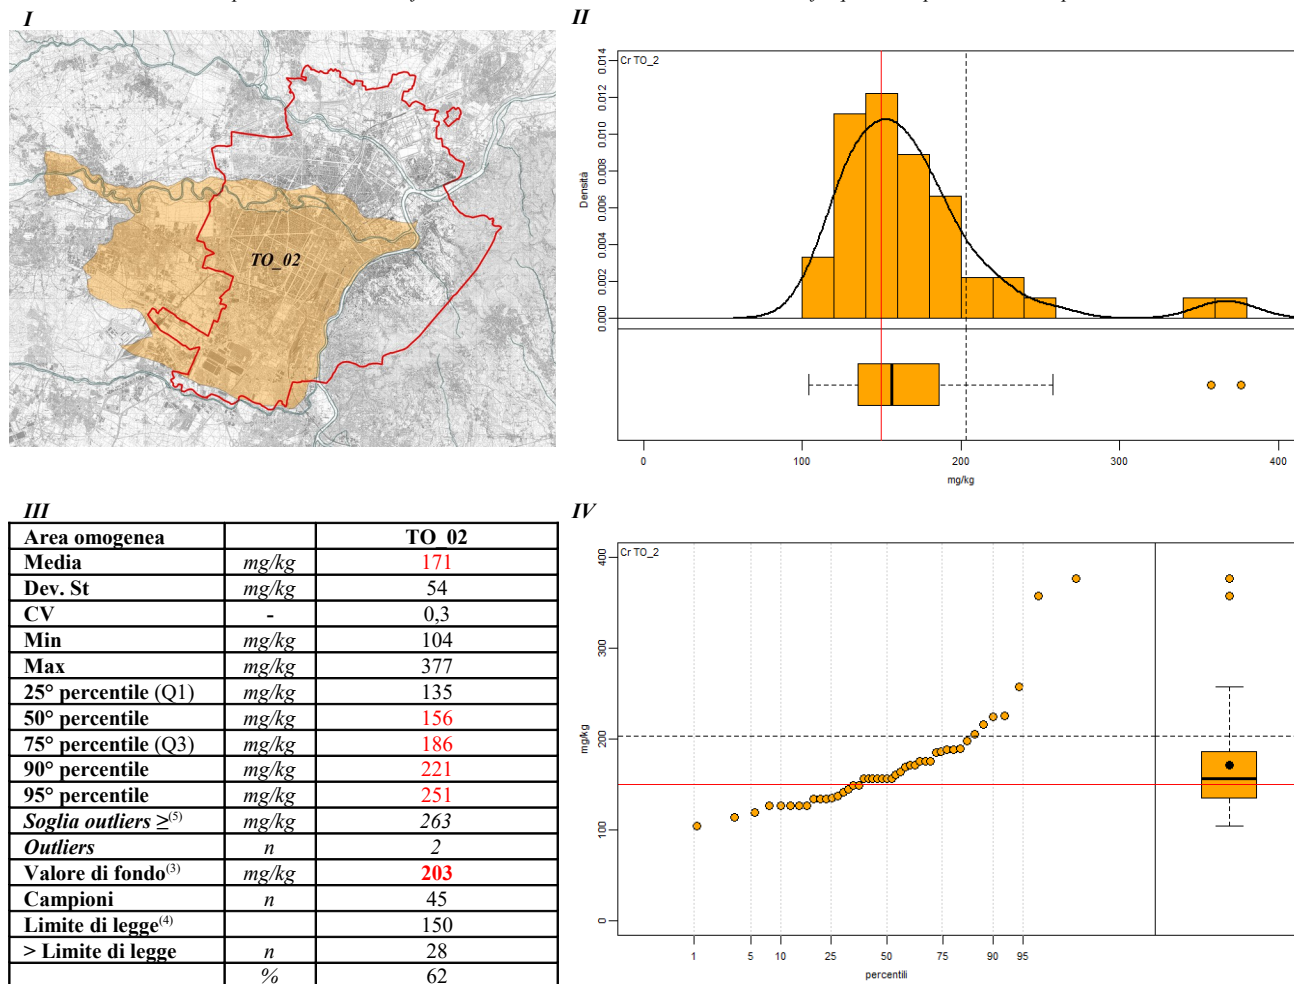 I
TO_02
II
Cr TO_2
Densità
0.000 0.002 0.004 0.006 0.008 0.010 0.012 0.014
0 100 200 300 400
mg/kg
III
Area omogenea TO_02
Media mg/kg 171
Dev. St mg/kg 54
CV - 0,3
Min mg/kg 104
Max mg/kg 377
25° percentile (Q1) mg/kg 135
50° percentile mg/kg 156
75° percentile (Q3) mg/kg 186
90° percentile mg/kg 221
95° percentile mg/kg 251
Soglia outliers ≥(5) mg/kg 263
Outliers n 2
Valore di fondo(3) mg/kg 203
Campioni n 45
Limite di legge(4) 150
> Limite di legge n 28
% 62
IV
Cr TO_2
mg/kg
0 100 200 300 400
1 5 10 25 50 75 90 95
percentili